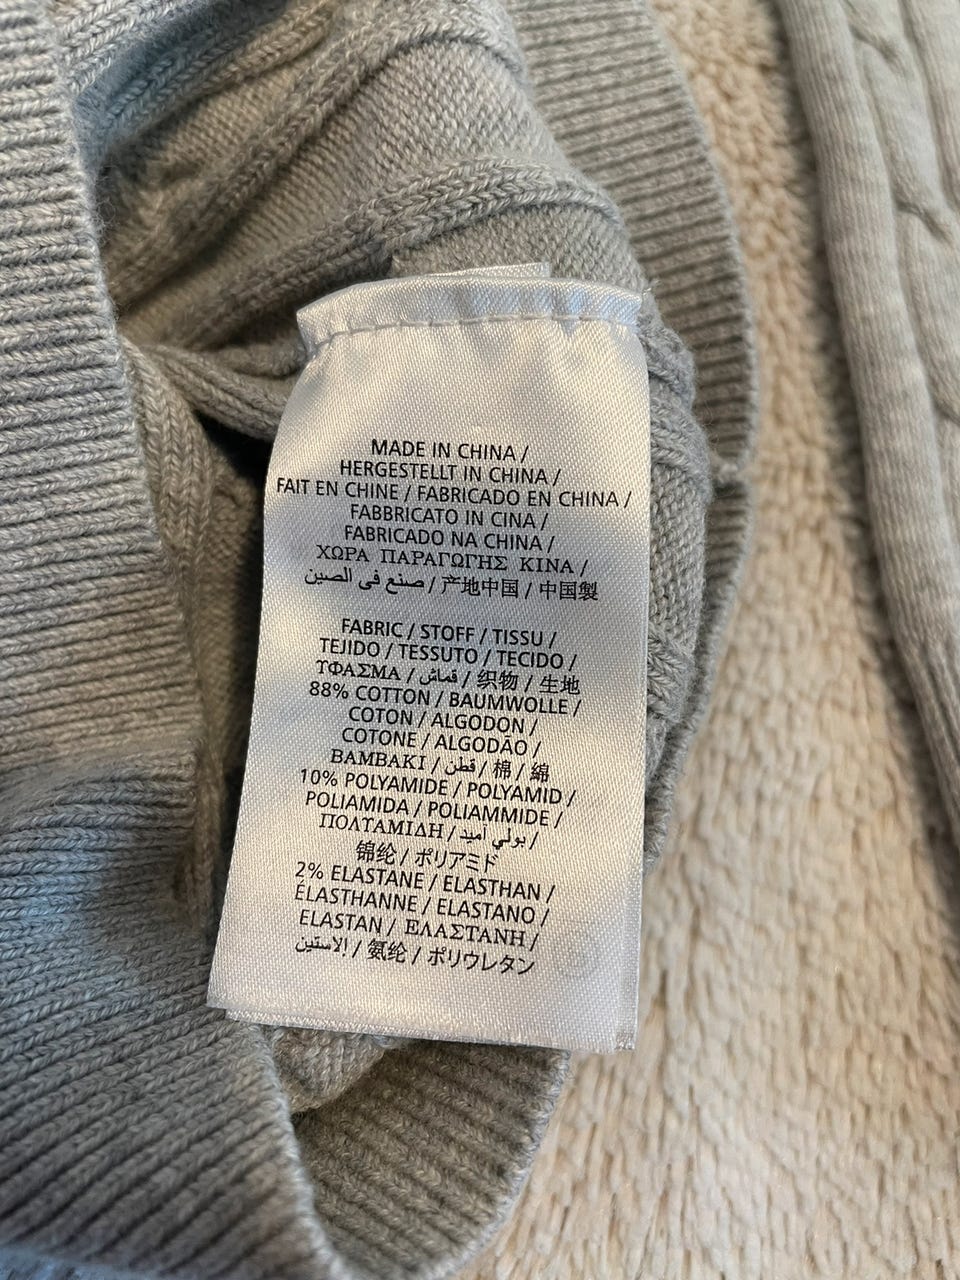 MADE IN CHINA /
HERGESTELLT IN CHINA /
FAIT EN CHINE / FABRICADO EN CHINA /
FABBRICATO IN CINA /
FABRICADO NA CHINA /
ΧΩΡΑ ΠΑΡΑΓΩΓΗΣ ΚΙΝΑ /
صنع في الصين / 产地中国 / 中国製
FABRIC / STOFF / TISSU /
TEJIDO / TESSUTO / TECIDO /
ΥΦΑΣΜΑ / قماش / 织物 / 生地
88% COTTON / BAUMWOLLE /
COTON / ALGODON /
COTONE / ALGODÃO /
ΒΑΜΒΑΚΙ / قطن / 棉 / 綿
10% POLYAMIDE / POLYAMID /
POLIAMIDA / POLIAMMIDE /
ΠΟΛΥΑΜΙΔΗ / بولي أميد /
锦纶 / ポリアミド
2% ELASTANE / ELASTHAN /
ÉLASTHANNE / ELASTANO /
ELASTAN / ΕΛΑΣΤΑΝΗ /
الاستين / 氨纶 / ポリウレタン